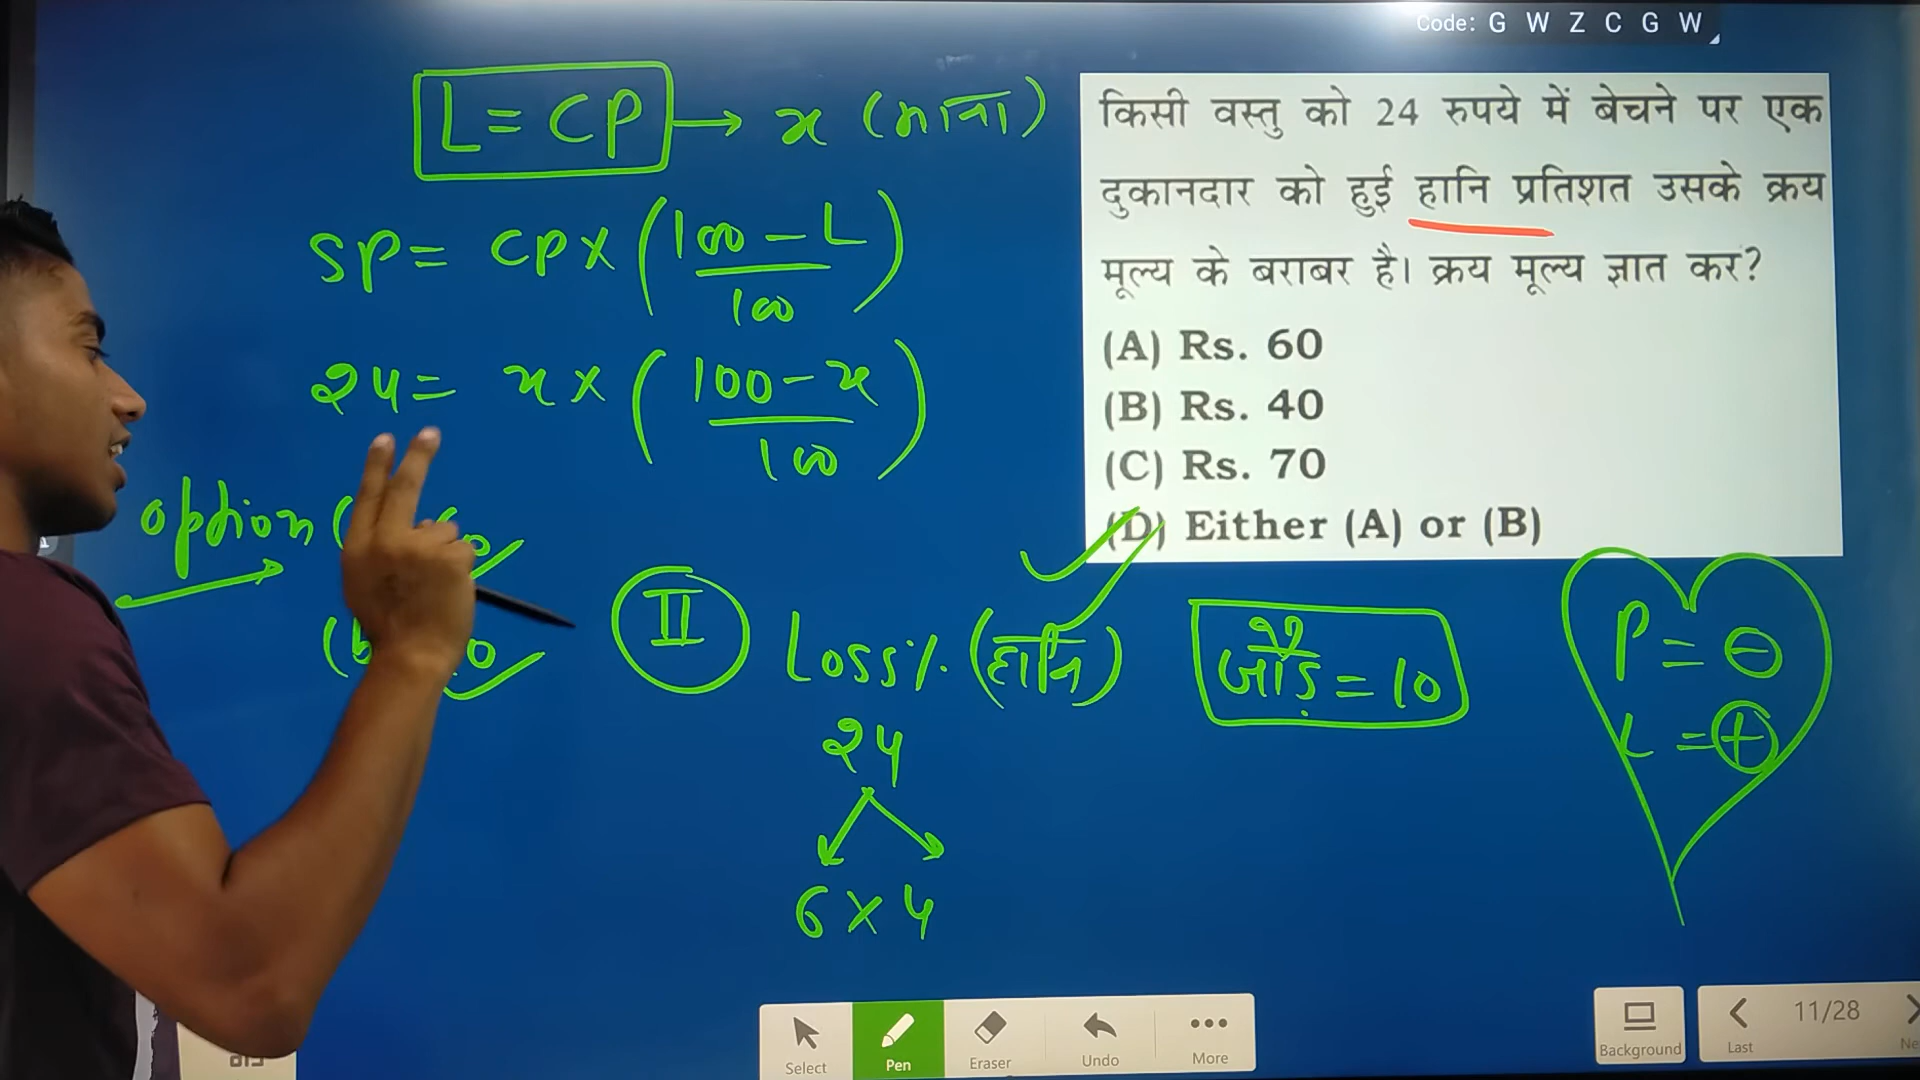 Code: G W Z C G W
L = CP → x (माना)
SP = CP × (100 - L / 100)
24 = x × (100 - x / 100)
option (
(b
किसी वस्तु को 24 रुपये में बेचने पर एक
दुकानदार को हुई हानि प्रतिशत उसके क्रय
मूल्य के बराबर है। क्रय मूल्य ज्ञात कर?
(A) Rs. 60
(B) Rs. 40
(C) Rs. 70
(D) Either (A) or (B)
II Loss% (हानि)
24
6 × 4
जोड़ = 10
P = -
L = +
Select Pen Eraser Undo More
Background
Last 11/28 Ne